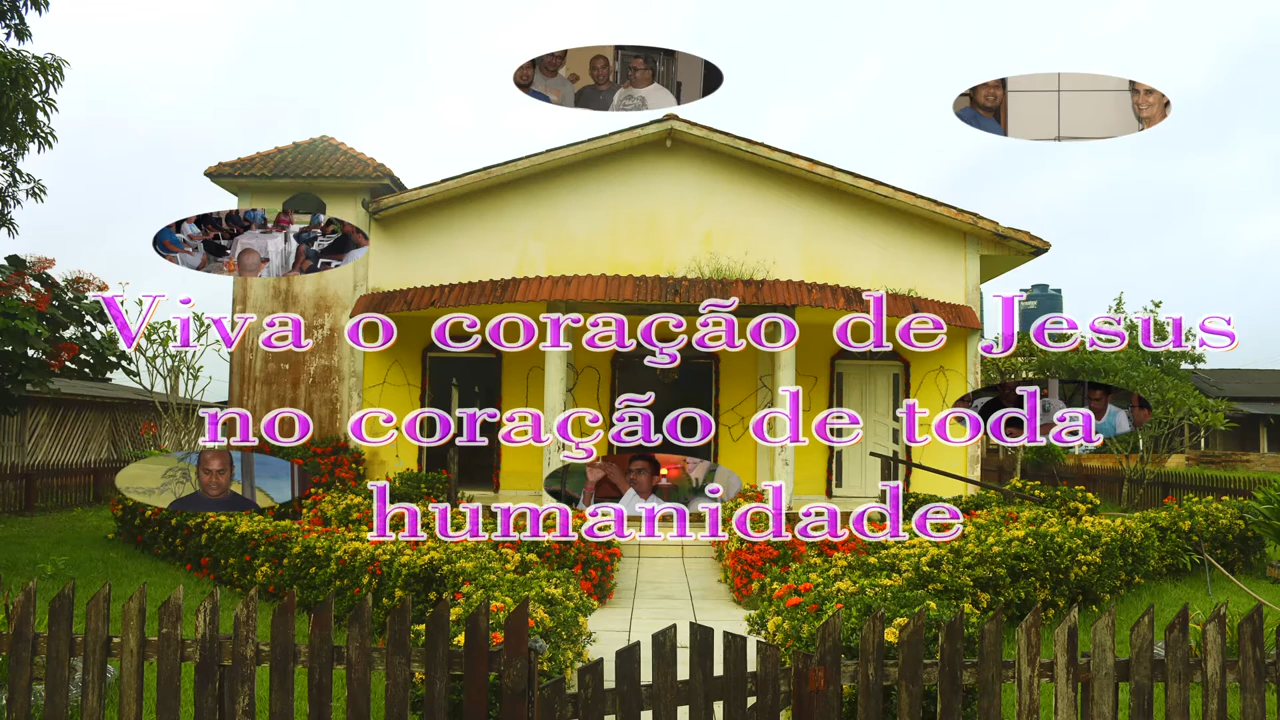 Viva o coração de Jesus
no coração de toda
humanidade